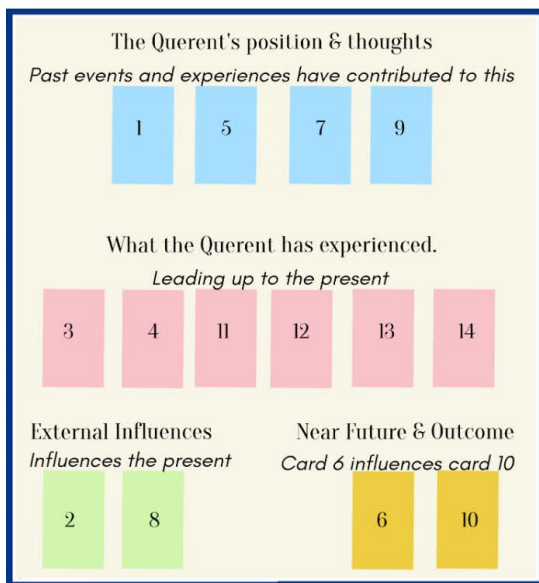 The Querent's position & thoughts
Past events and experiences have contributed to this
1 5 7 9
What the Querent has experienced.
Leading up to the present
3 4 11 12 13 14
External Influences
Influences the present
2 8
Near Future & Outcome
Card 6 influences card 10
6 10